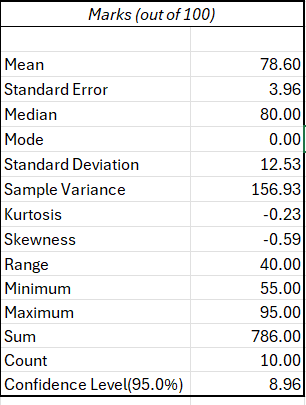 Marks (out of 100)
Mean 78.60
Standard Error 3.96
Median 80.00
Mode 0.00
Standard Deviation 12.53
Sample Variance 156.93
Kurtosis -0.23
Skewness -0.59
Range 40.00
Minimum 55.00
Maximum 95.00
Sum 786.00
Count 10.00
Confidence Level(95.0%) 8.96